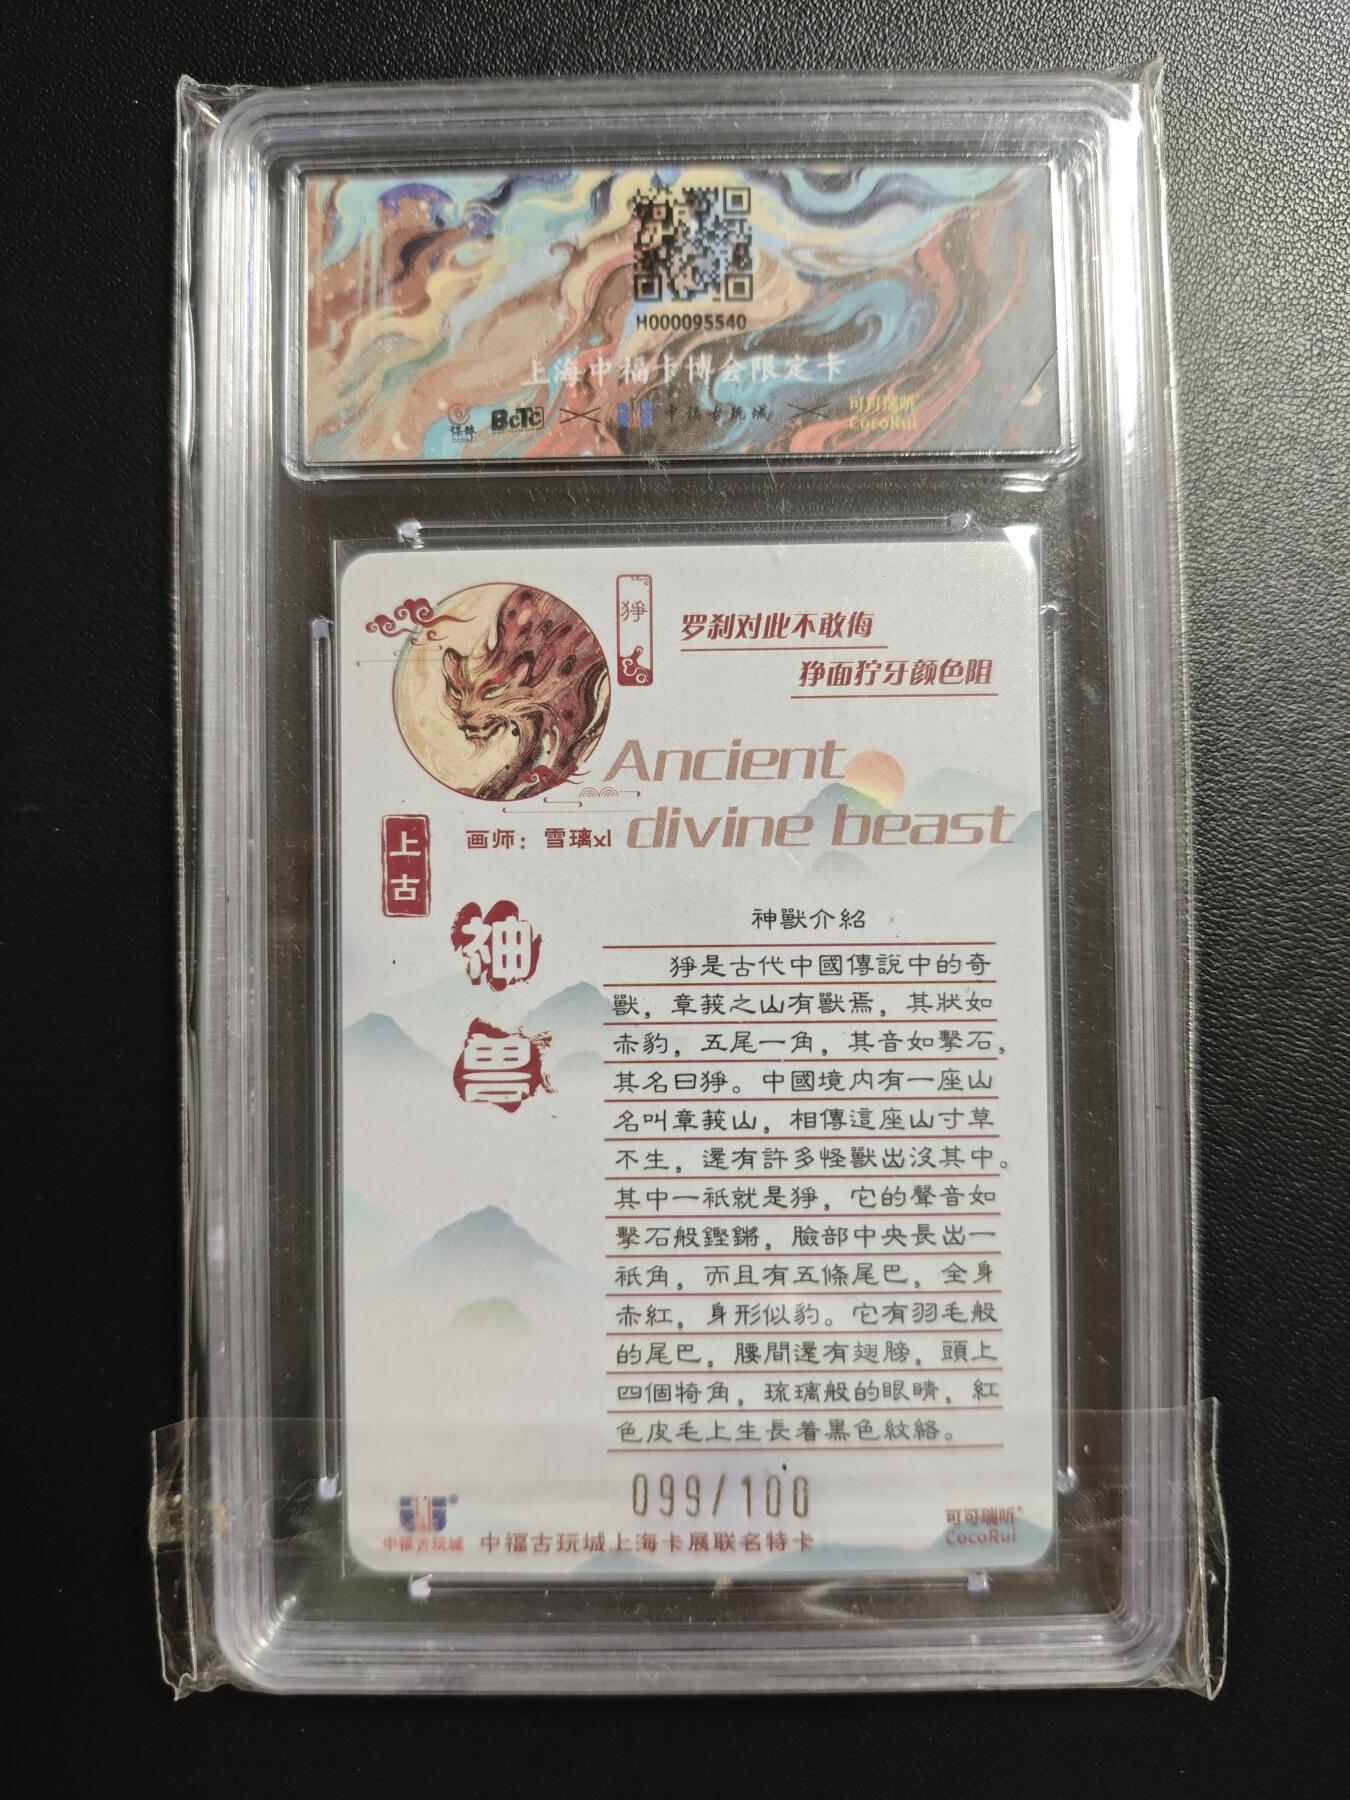 H000095540
上海中福卡博会限定卡
保粹 BcTc 中福古玩城 可可瑞听
CocoRui
猙
罗刹对此不敢侮
狰面狞牙颜色阻
Ancient
divine beast
画师：雪璃xl
上古
神兽
神獸介紹
猙是古代中國傳說中的奇
獸，章莪之山有獸焉，其狀如
赤豹，五尾一角，其音如擊石，
其名曰猙。中國境内有一座山
名叫章莪山，相傳這座山寸草
不生，還有許多怪獸出沒其中。
其中一祇就是猙，它的聲音如
擊石般鏗鏘，臉部中央長出一
祇角，而且有五條尾巴，全身
赤紅，身形似豹。它有羽毛般
的尾巴，腰間還有翅膀，頭上
四個犄角，琉璃般的眼睛，紅
色皮毛上生長着黑色紋絡。
099/100
中福古玩城 中福古玩城上海卡展联名特卡
可可瑞听
CocoRui